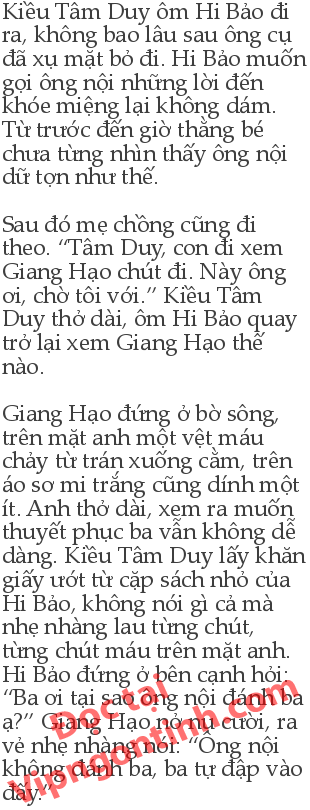 Kiều Tâm Duy ôm Hi Bảo đi
ra, không bao lâu sau ông cụ
đã xụ mặt bỏ đi. Hi Bảo muốn
gọi ông nội những lời đến
khóe miệng lại không dám.
Từ trước đến giờ thằng bé
chưa từng nhìn thấy ông nội
dữ tợn như thế.
Sau đó mẹ chồng cũng đi
theo. “Tâm Duy, con đi xem
Giang Hạo chút đi. Này ông
ơi, chờ tôi với.” Kiều Tâm
Duy thở dài, ôm Hi Bảo quay
trở lại xem Giang Hạo thế
nào.
Giang Hạo đứng ở bờ sông,
trên mặt anh một vệt máu
chảy từ trán xuống cằm, trên
áo sơ mi trắng cũng dính một
ít. Anh thở dài, xem ra muốn
thuyết phục ba vẫn không dễ
dàng. Kiều Tâm Duy lấy khăn
giấy ướt từ cặp sách nhỏ của
Hi Bảo, không nói gì cả mà
nhẹ nhàng lau từng chút,
từng chút máu trên mặt anh.
Hi Bảo đứng ở bên cạnh hỏi:
“Ba ơi tại sao ông nội đánh ba
ạ?” Giang Hạo nở nụ cười, ra
vẻ nhẹ nhàng nói: “Ông nội
không đánh ba, ba tự đập vào
đấy.”
Đọc tại
Vipngontinh.com